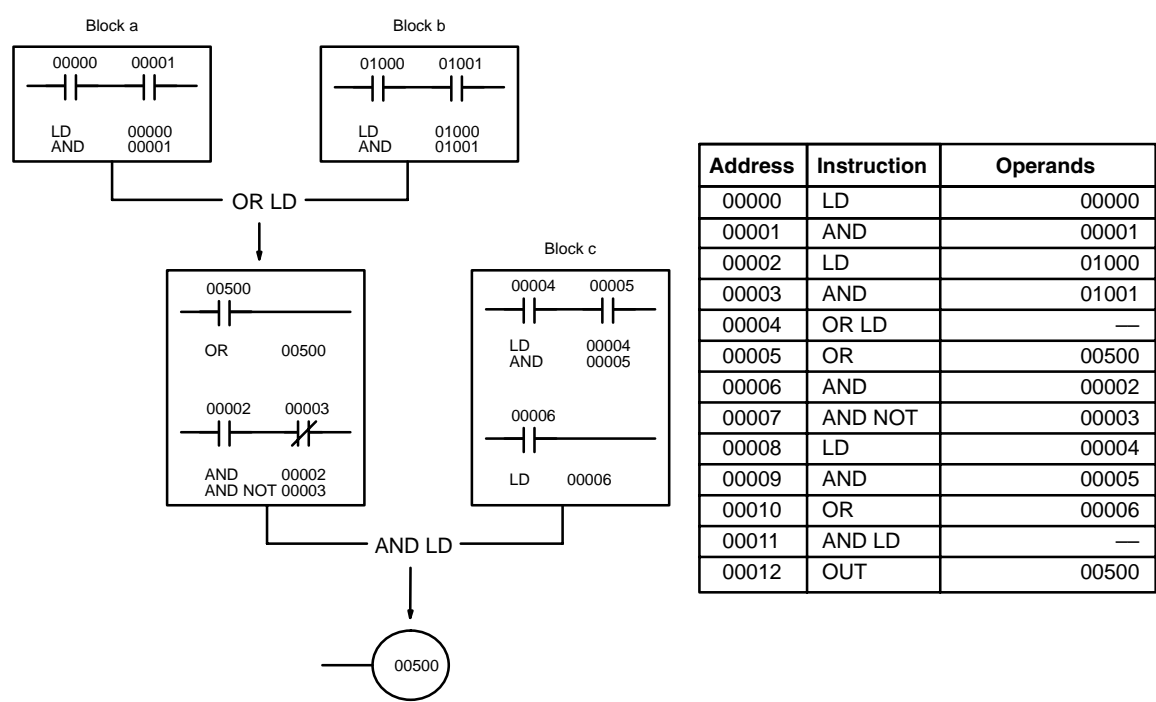 Block a
Block b
00000 00001
LD 00000
AND 00001
01000 01001
LD 01000
AND 01001
OR LD
00500
OR 00500
00002 00003
AND 00002
AND NOT 00003
Block c
00004 00005
LD 00004
AND 00005
00006
LD 00006
AND LD
00500
Address Instruction Operands
00000 LD 00000
00001 AND 00001
00002 LD 01000
00003 AND 01001
00004 OR LD —
00005 OR 00500
00006 AND 00002
00007 AND NOT 00003
00008 LD 00004
00009 AND 00005
00010 OR 00006
00011 AND LD —
00012 OUT 00500